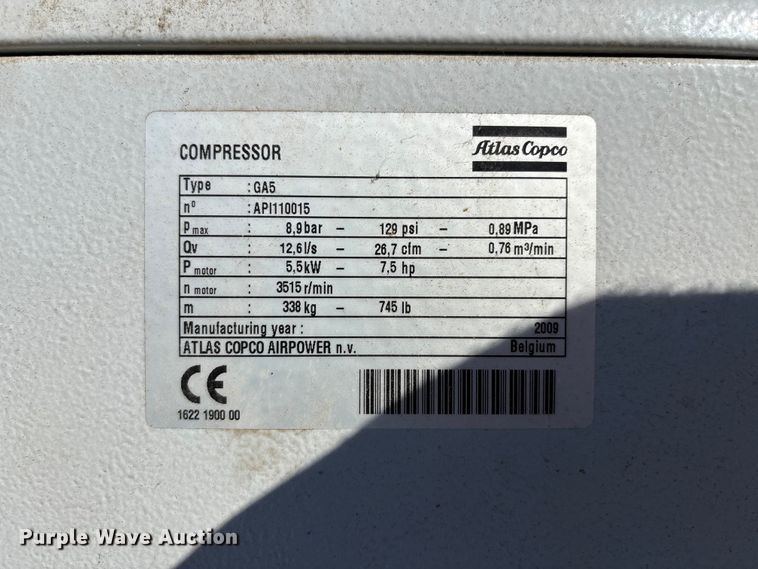 COMPRESSOR
Atlas Copco
Type : GA5
nº : API110015
p max : 8,9 bar – 129 psi – 0,89 MPa
Qv : 12,6 l/s – 26,7 cfm – 0,76 m³/min
P motor : 5,5 kW – 7,5 hp
n motor : 3515 r/min
m : 338 kg – 745 lb
Manufacturing year : 2009
ATLAS COPCO AIRPOWER n.v. Belgium
CE
1622 1900 00
Purple Wave Auction